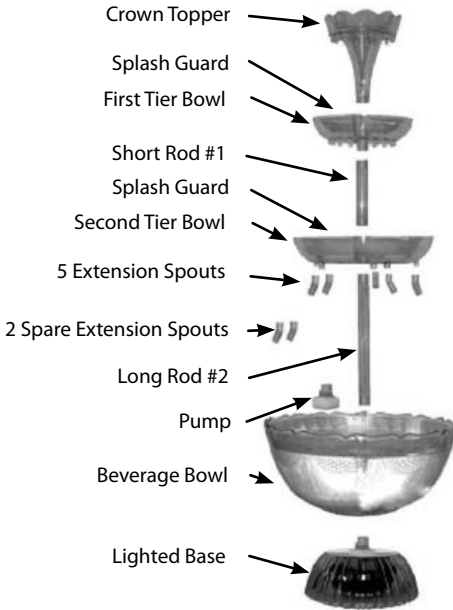 Crown Topper
Splash Guard
First Tier Bowl
Short Rod #1
Splash Guard
Second Tier Bowl
5 Extension Spouts
2 Spare Extension Spouts
Long Rod #2
Pump
Beverage Bowl
Lighted Base